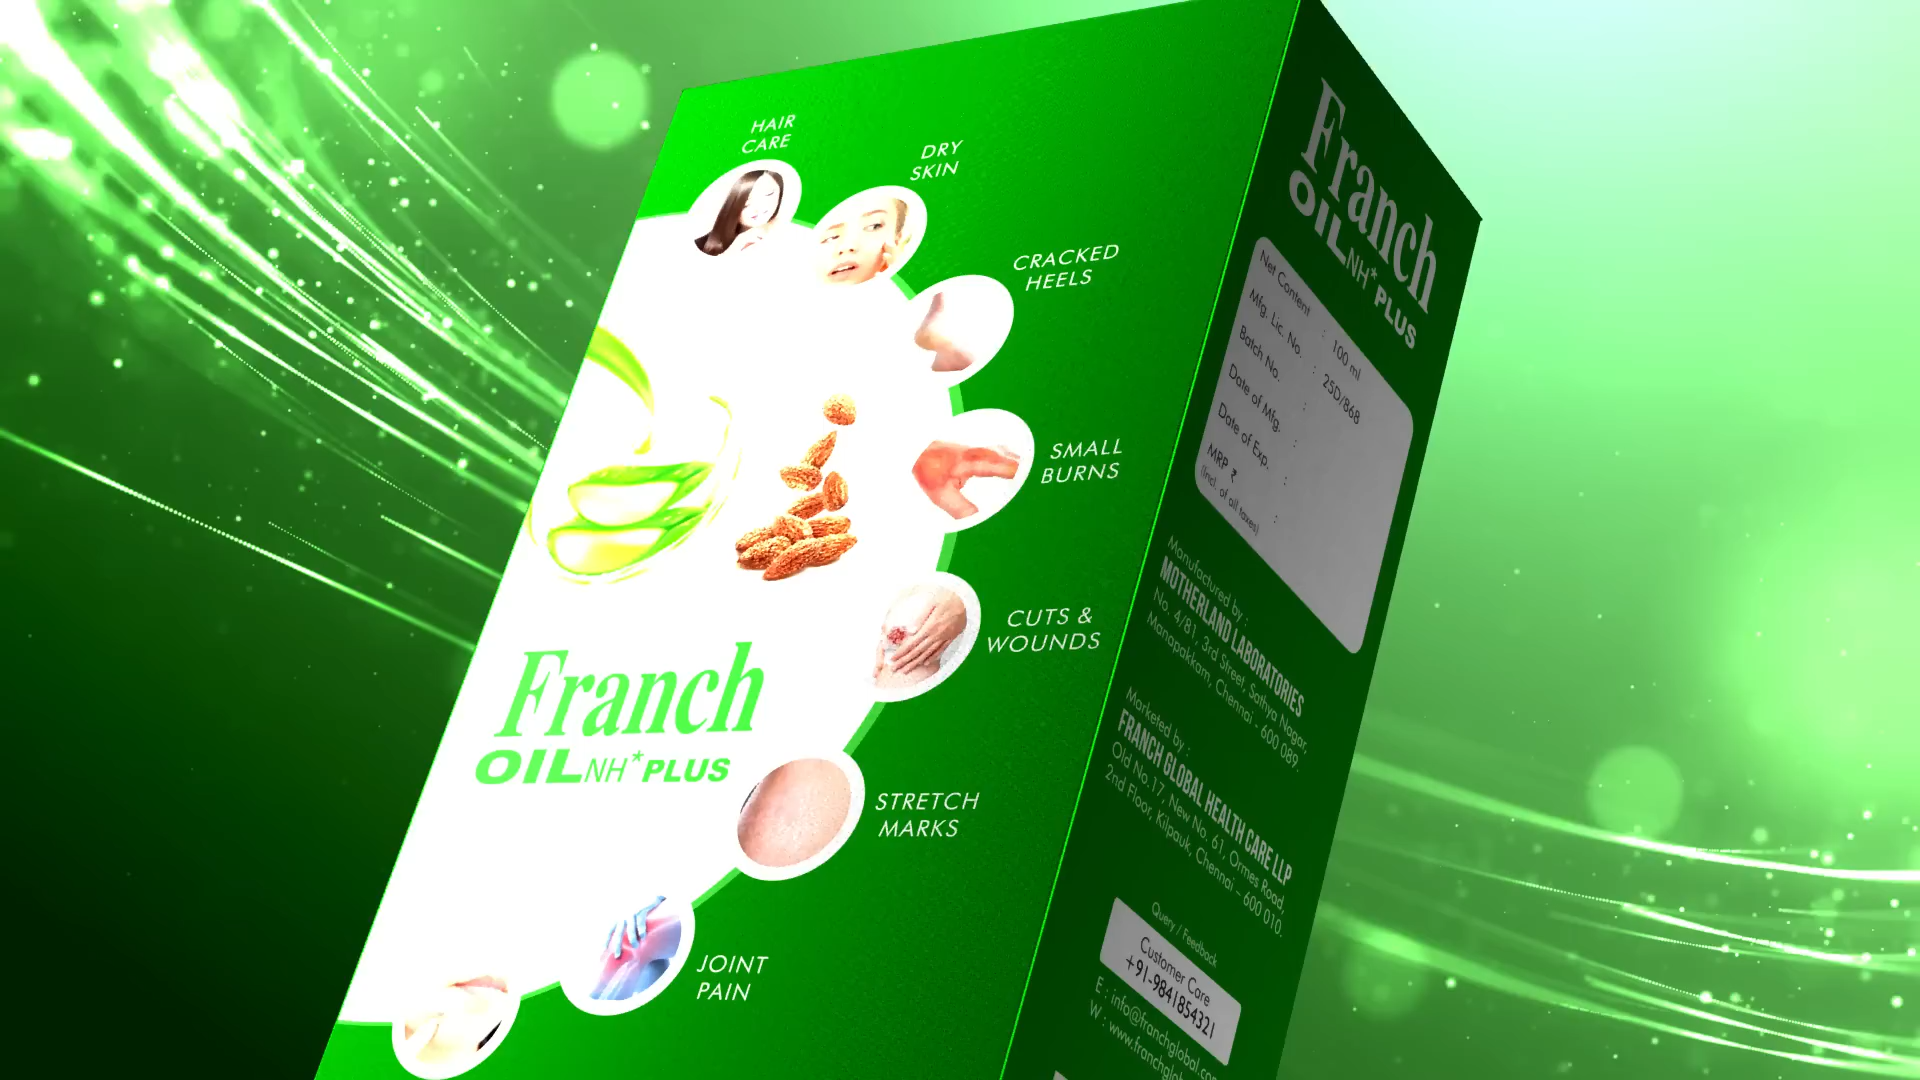 HAIR
CARE
DRY
SKIN
CRACKED
HEELS
SMALL
BURNS
CUTS &
WOUNDS
STRETCH
MARKS
JOINT
PAIN
Franch
OIL NH* PLUS
Franch
OIL NH* PLUS
Net Content : 100 ml
Mfg. Lic. No. : 25D/868
Batch No. :
Date of Mfg. :
Date of Exp. :
MRP ₹ :
(Incl. of all taxes)
Manufactured by :
MOTHERLAND LABORATORIES
No. 4/81, 3rd Street, Sathya Nagar,
Manapakkam, Chennai - 600 089.
Marketed by :
FRANCH GLOBAL HEALTH CARE LLP
Old No.17, New No. 61, Ormes Road,
2nd Floor, Kilpauk, Chennai – 600 010.
Query / Feedback
Customer Care
+91-9841854321
E : info@franchglobal.co
W : www.franchglo